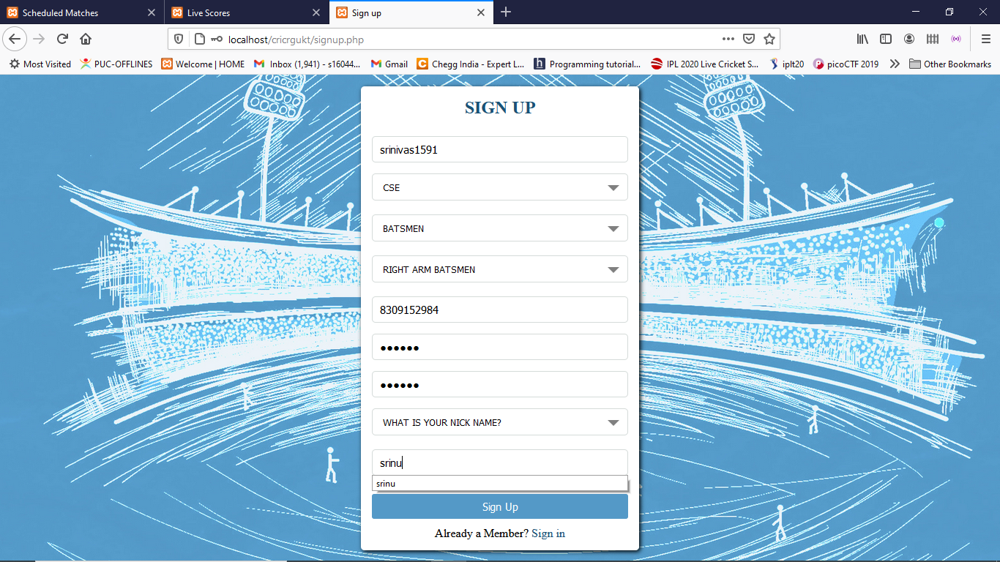 Scheduled Matches
Live Scores
Sign up
localhost/cricrgukt/signup.php
Most Visited
PUC-OFFLINES
Welcome | HOME
Inbox (1,941) - s16044...
Gmail
Chegg India - Expert L...
Programming tutorial...
IPL 2020 Live Cricket S...
iplt20
picoCTF 2019
Other Bookmarks
SIGN UP
srinivas1591
CSE
BATSMEN
RIGHT ARM BATSMEN
8309152984
••••••
••••••
WHAT IS YOUR NICK NAME?
srinu
srinu
Sign Up
Already a Member? Sign in